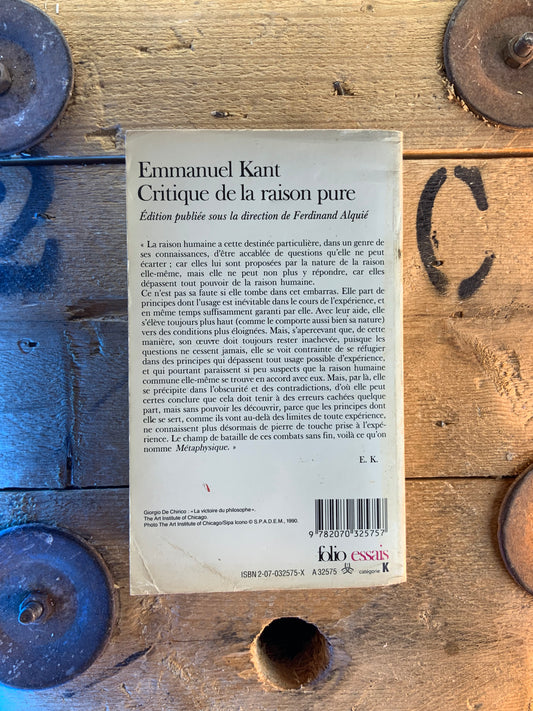 Emmanuel Kant
Critique de la raison pure
Édition publiée sous la direction de Ferdinand Alquié
« La raison humaine a cette destinée particulière, dans un genre de
ses connaissances, d'être accablée de questions qu'elle ne peut
écarter ; car elles lui sont proposées par la nature de la raison
elle-même, mais elle ne peut non plus y répondre, car elles
dépassent tout pouvoir de la raison humaine.
Ce n'est pas sa faute si elle tombe dans cet embarras. Elle part de
principes dont l'usage est inévitable dans le cours de l'expérience, et
en même temps suffisamment garanti par elle. Avec leur aide, elle
s'élève toujours plus haut (comme le comporte aussi bien sa nature)
vers des conditions plus éloignées. Mais, s'apercevant que, de cette
manière, son œuvre doit toujours rester inachevée, puisque les
questions ne cessent jamais, elle se voit contrainte de se réfugier
dans des principes qui dépassent tout usage possible d'expérience,
et qui pourtant paraissent si peu suspects que la raison humaine
commune elle-même se trouve en accord avec eux. Mais, par là, elle
se précipite dans l'obscurité et des contradictions, d'où elle peut
certes conclure que cela doit tenir à des erreurs cachées quelque
part, mais sans pouvoir les découvrir, parce que les principes dont
elle se sert, comme ils vont au-delà des limites de toute expérience,
ne connaissent plus désormais de pierre de touche prise à l'expé-
rience. Le champ de bataille de ces combats sans fin, voilà ce qu'on
nomme Métaphysique. »
E. K.
Giorgio De Chirico : «La victoire du philosophe».
The Art Institute of Chicago.
Photo The Art Institute of Chicago/Sipa Icono © S.P.A.D.E.M., 1990.
9 782070 325757
folio essais
ISBN 2-07-032575-X A 32575 catégorie K
2
C